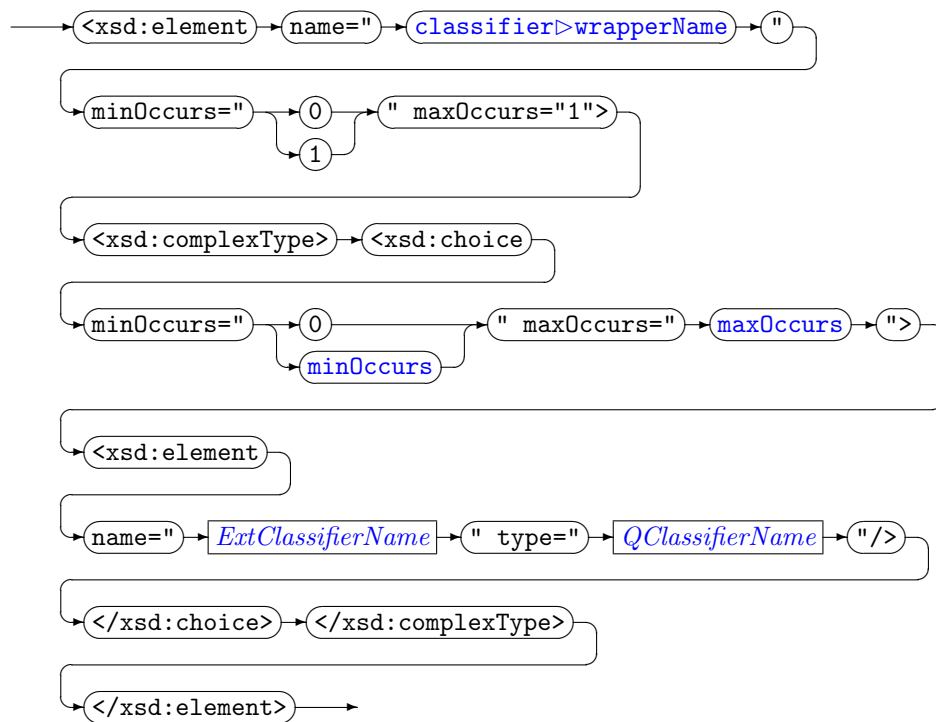 <xsd:element name=" classifier▷wrapperName "
minOccurs=" 0 " maxOccurs="1">
1
<xsd:complexType> <xsd:choice
minOccurs=" 0 " maxOccurs=" maxOccurs ">
minOccurs
<xsd:element
name=" ExtClassifierName " type=" QClassifierName "/>
</xsd:choice> </xsd:complexType>
</xsd:element>